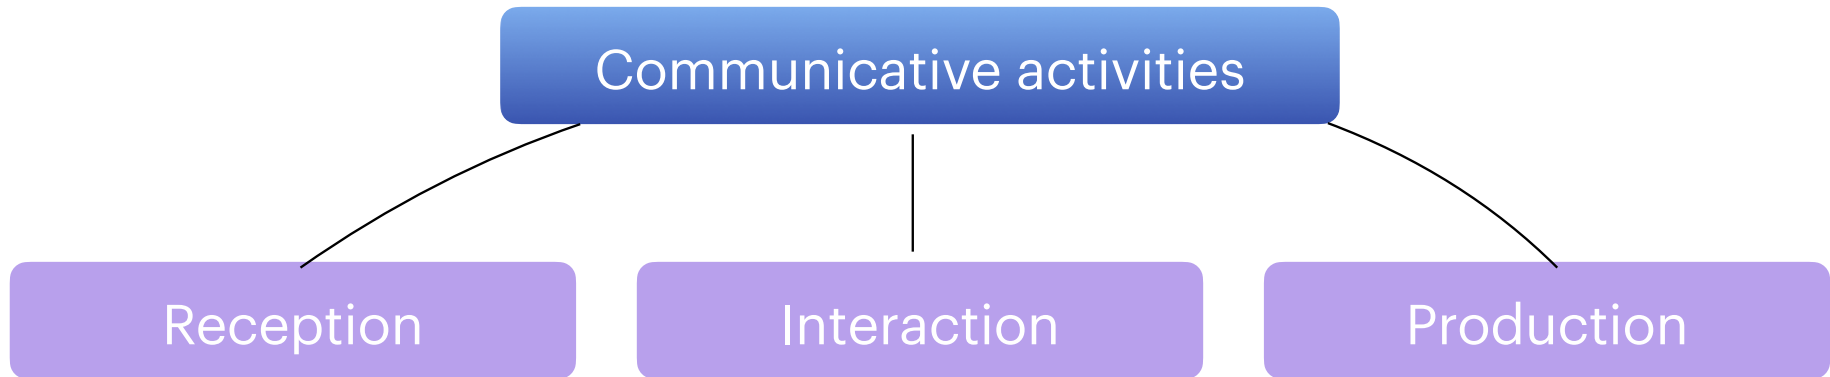 Communicative activities
Reception
Interaction
Production